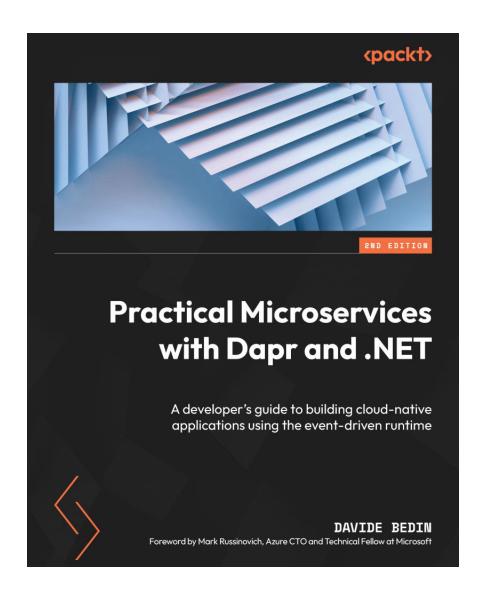 <packt>
2ND EDITION
Practical Microservices
with Dapr and .NET
A developer's guide to building cloud-native
applications using the event-driven runtime
DAVIDE BEDIN
Foreword by Mark Russinovich, Azure CTO and Technical Fellow at Microsoft